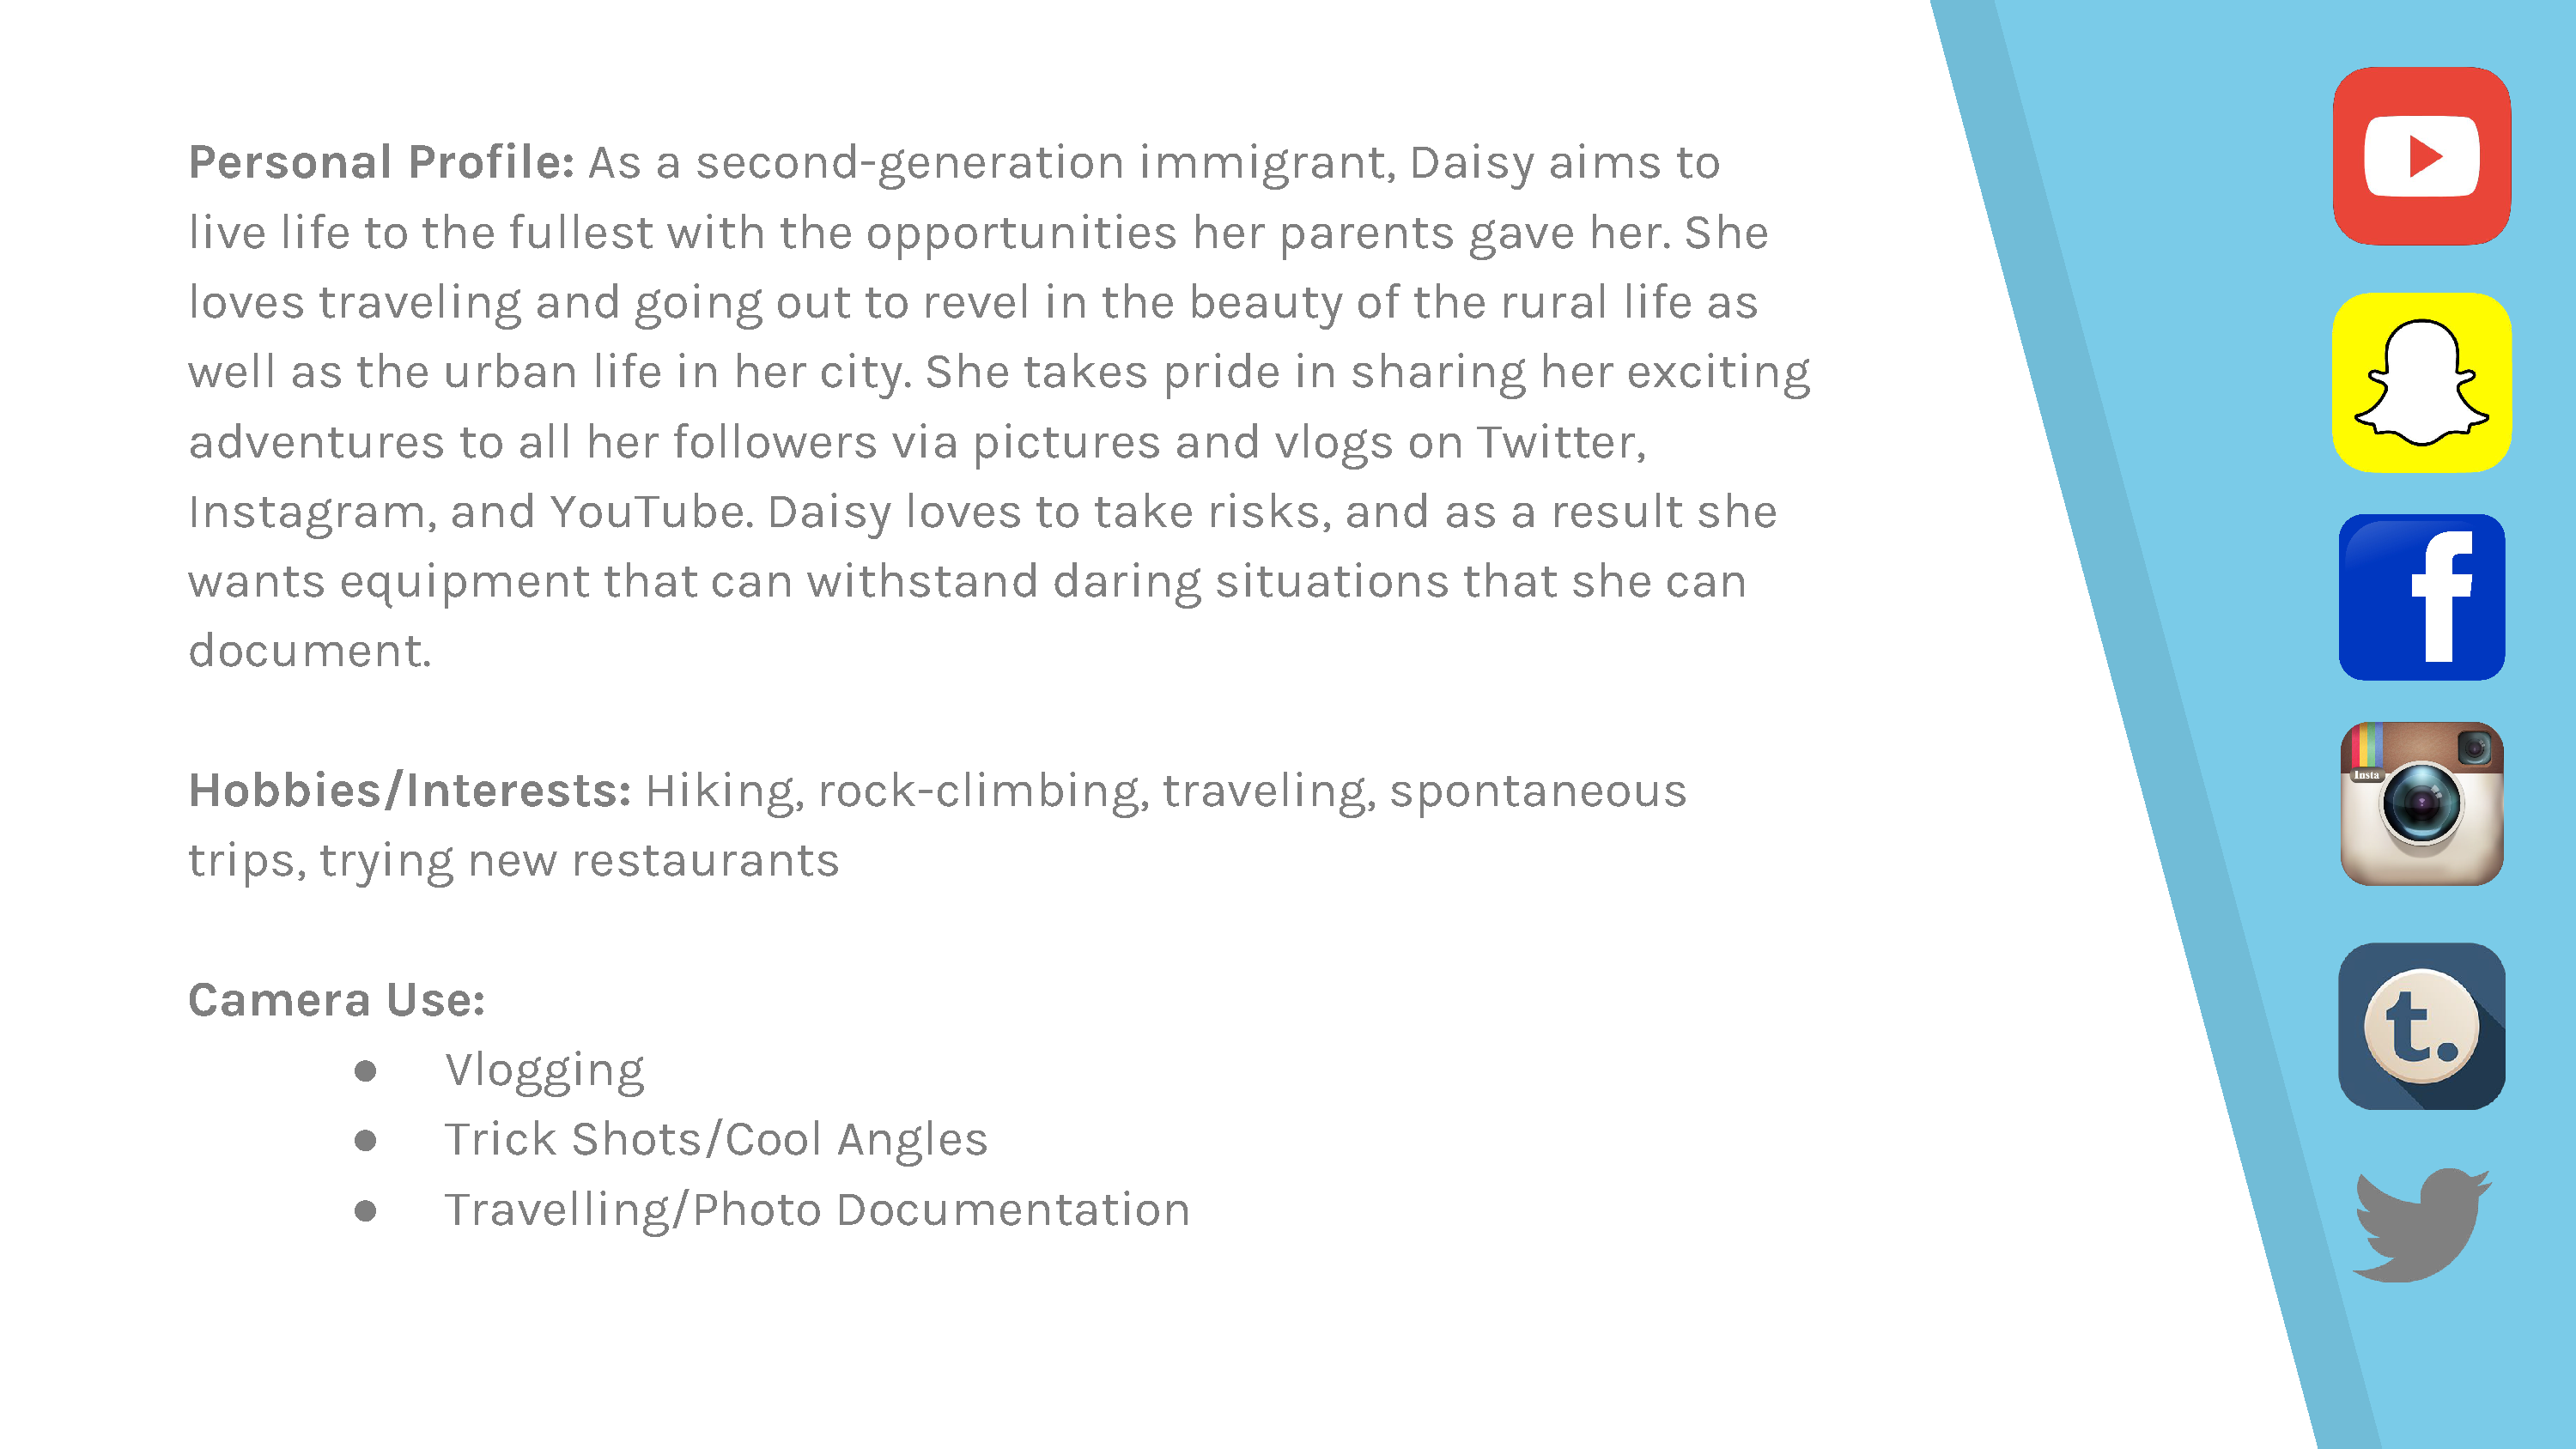 Personal Profile: As a second-generation immigrant, Daisy aims to
live life to the fullest with the opportunities her parents gave her. She
loves traveling and going out to revel in the beauty of the rural life as
well as the urban life in her city. She takes pride in sharing her exciting
adventures to all her followers via pictures and vlogs on Twitter,
Instagram, and YouTube. Daisy loves to take risks, and as a result she
wants equipment that can withstand daring situations that she can
document.
Hobbies/Interests: Hiking, rock-climbing, traveling, spontaneous
trips, trying new restaurants
Camera Use:
● Vlogging
● Trick Shots/Cool Angles
● Travelling/Photo Documentation
f
Insta
t.